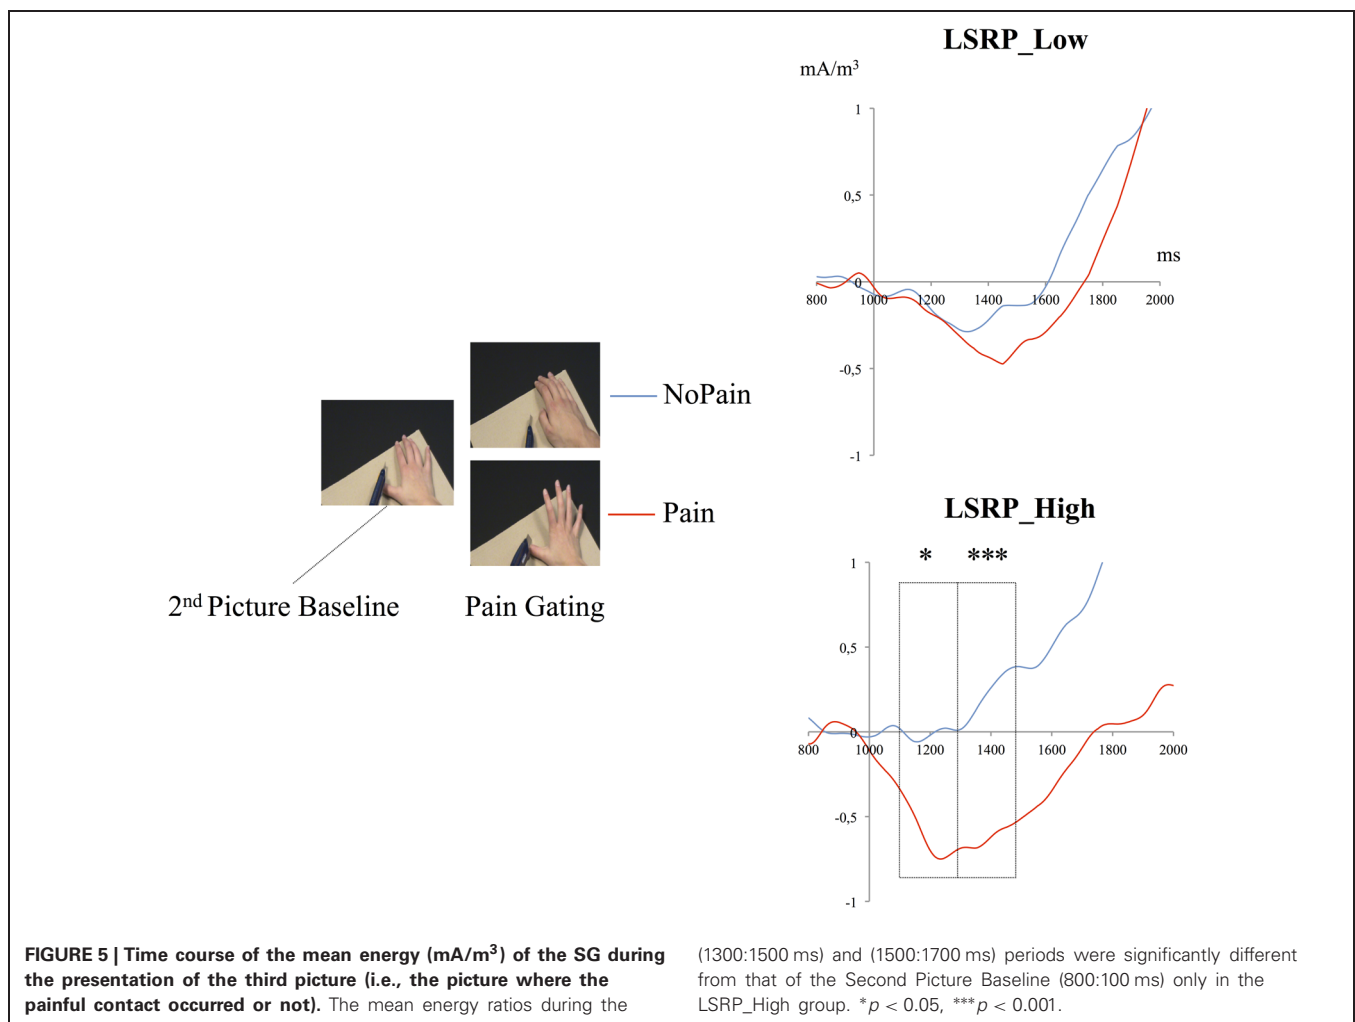 LSRP_Low
mA/m³
1
0,5
ms
0
800 1000 1200 1400 1600 1800 2000
-0,5
-1
NoPain
Pain
2nd Picture Baseline
Pain Gating
LSRP_High
* ***
1
0,5
0
800 1000 1200 1400 1600 1800 2000
-0,5
-1
FIGURE 5 | Time course of the mean energy (mA/m³) of the SG during
the presentation of the third picture (i.e., the picture where the
painful contact occurred or not). The mean energy ratios during the
(1300:1500 ms) and (1500:1700 ms) periods were significantly different
from that of the Second Picture Baseline (800:100 ms) only in the
LSRP_High group. *p < 0.05, ***p < 0.001.